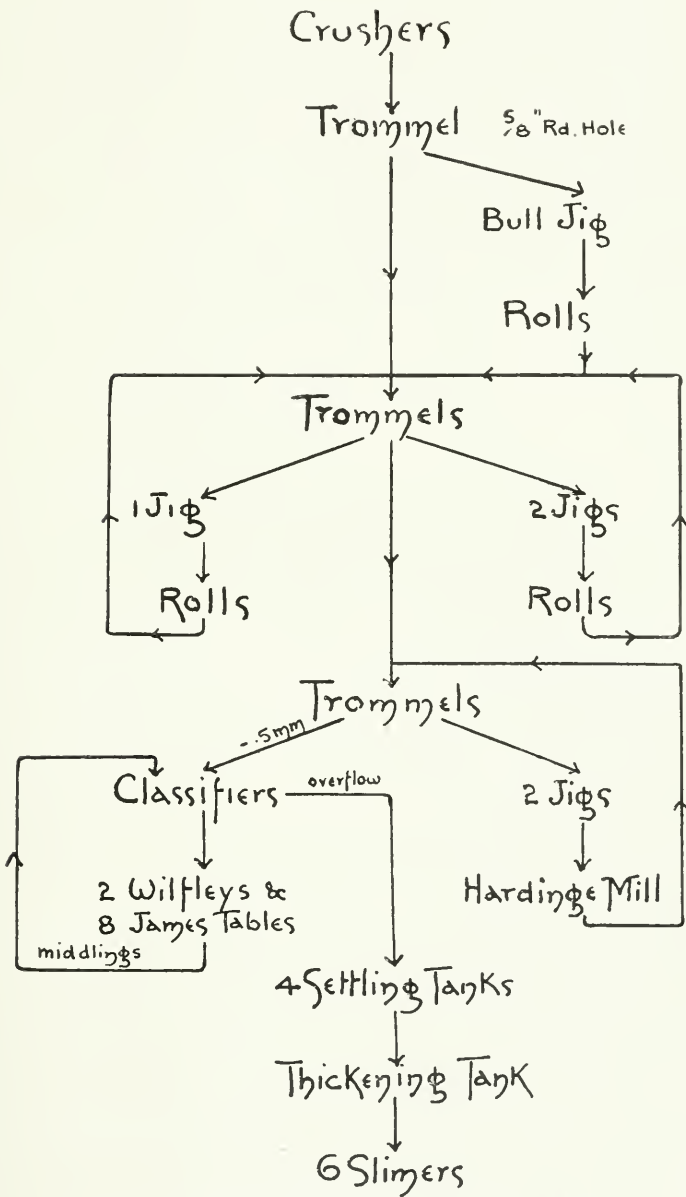 Crushers
Trommel 5/8" Rd. Hole
Bull Jig
Rolls
Trommels
1 Jig
2 Jigs
Rolls
Rolls
Trommels
-.5mm
Classifiers
overflow
2 Jigs
2 Wilfleys &
8 James Tables
Hardinge Mill
middlings
4 Settling Tanks
Thickening Tank
6 Slimers